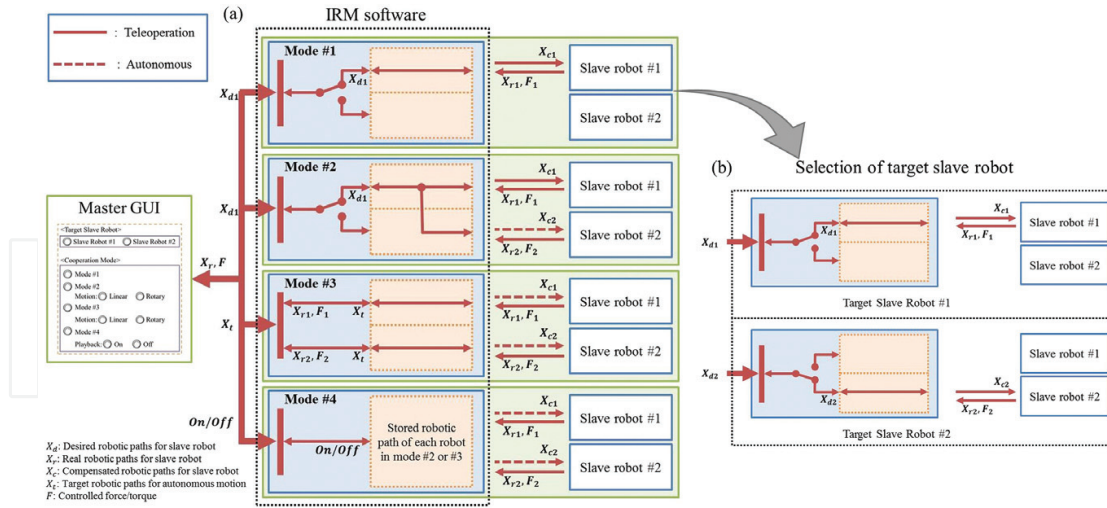 : Teleoperation
: Autonomous
(a)
IRM software
Mode #1
X_d1
X_d1
X_c1
X_r1, F_1
Slave robot #1
Slave robot #2
Mode #2
X_d1
X_d1
X_c1
X_r1, F_1
X_c2
X_r2, F_2
Slave robot #1
Slave robot #2
Master GUI
<Target Slave Robot>
Slave Robot #1 Slave Robot #2
<Cooperation Mode>
Mode #1
Mode #2
Motion: Linear Rotary
Mode #3
Motion: Linear Rotary
Mode #4
Playback: On Off
X_r, F
Mode #3
X_t
X_r1, F_1 X_t
X_r2, F_2 X_t
X_c1
X_r1, F_1
X_c2
X_r2, F_2
Slave robot #1
Slave robot #2
Mode #4
On/Off
On/Off
Stored robotic
path of each robot
in mode #2 or #3
X_c1
X_r1, F_1
X_c2
X_r2, F_2
Slave robot #1
Slave robot #2
X_d: Desired robotic paths for slave robot
X_r: Real robotic paths for slave robot
X_c: Compensated robotic paths for slave robot
X_t: Target robotic paths for autonomous motion
F: Controlled force/torque
(b)
Selection of target slave robot
X_d1
X_d1
X_c1
X_r1, F_1
Slave robot #1
Slave robot #2
Target Slave Robot #1
X_d2
X_d2
X_c2
X_r2, F_2
Slave robot #1
Slave robot #2
Target Slave Robot #2